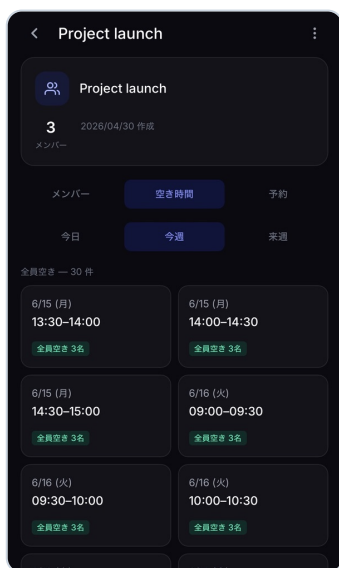 Project launch
Project launch
3
2026/04/30 作成
メンバー
メンバー
空き時間
予約
今日
今週
来週
全員空き — 30 件
6/15 (月)
13:30–14:00
全員空き 3名
6/15 (月)
14:00–14:30
全員空き 3名
6/15 (月)
14:30–15:00
全員空き 3名
6/16 (火)
09:00–09:30
全員空き 3名
6/16 (火)
09:30–10:00
全員空き 3名
6/16 (火)
10:00–10:30
全員空き 3名